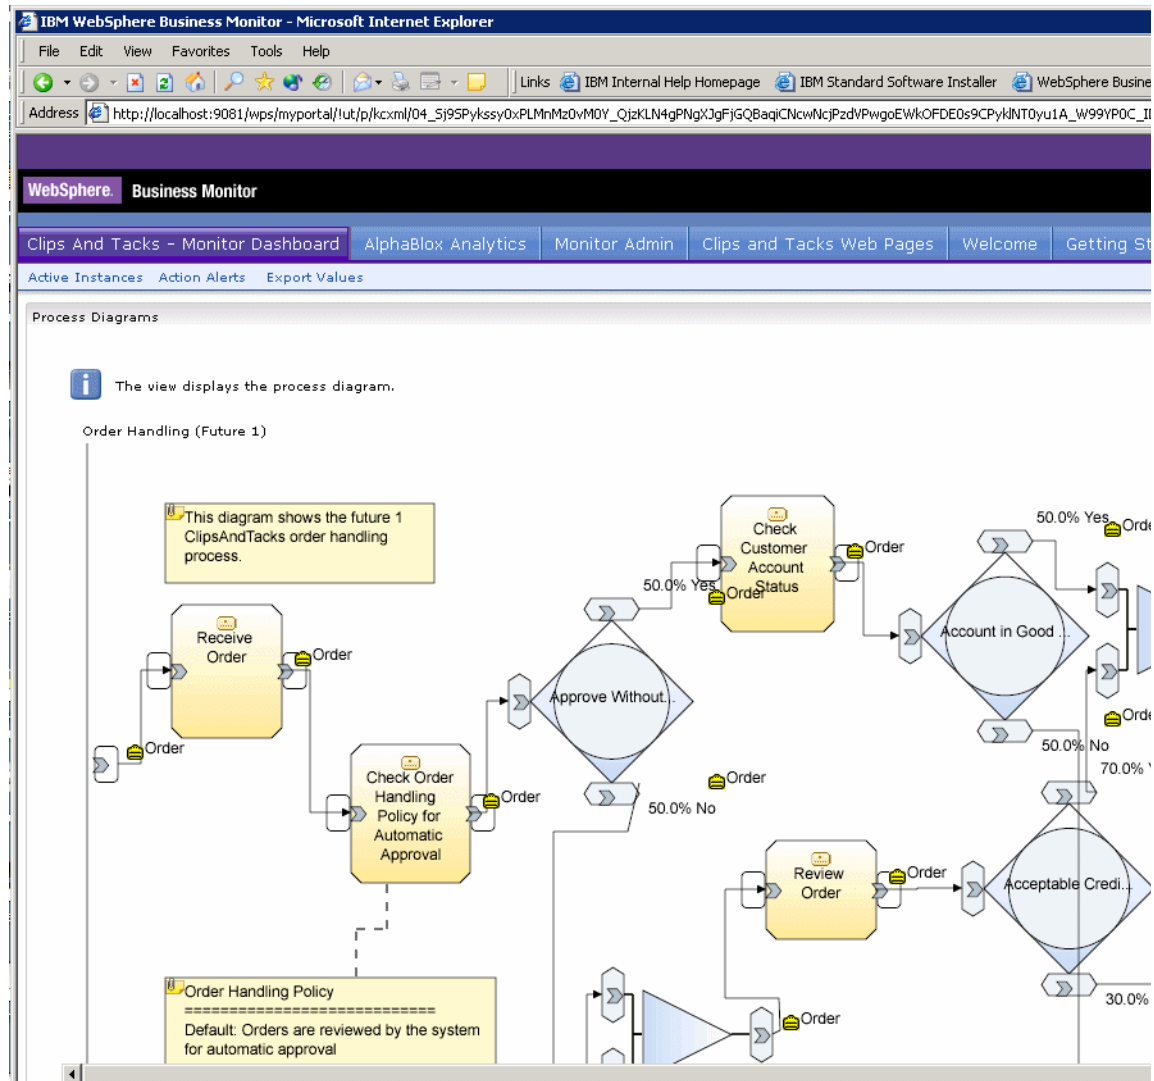 IBM WebSphere Business Monitor - Microsoft Internet Explorer
File Edit View Favorites Tools Help
Links IBM Internal Help Homepage IBM Standard Software Installer WebSphere Busine
Address http://localhost:9081/wps/myportal/!ut/p/kcxml/
WebSphere. Business Monitor
Clips And Tacks - Monitor Dashboard AlphaBlox Analytics Monitor Admin Clips and Tacks Web Pages Welcome Getting St
Active Instances Action Alerts Export Values
Process Diagrams
The view displays the process diagram.
Order Handling (Future 1)
This diagram shows the future 1
ClipsAndTacks order handling
process.
Check
Customer
Account
Status
Order
50.0% Yes
Order
50.0% Yes
Orde
Receive
Order
Order
Order
Approve Without...
Account in Good ...
Orde
50.0% No
70.0% Y
Check Order
Handling
Policy for
Automatic
Approval
Order
Order
50.0% No
Review
Order
Order
Acceptable Credi...
30.0%
Order Handling Policy
============================
Default: Orders are reviewed by the system
for automatic approval
Order